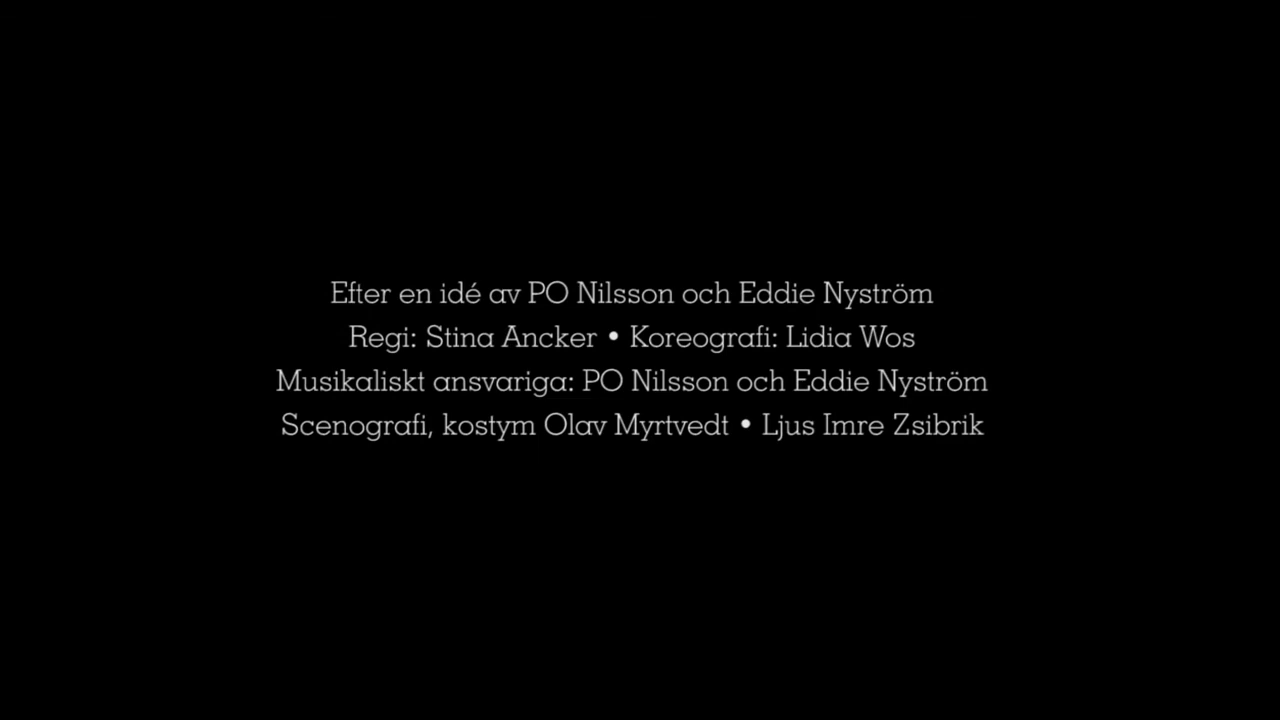 Efter en idé av PO Nilsson och Eddie Nyström
Regi: Stina Ancker • Koreografi: Lidia Wos
Musikaliskt ansvariga: PO Nilsson och Eddie Nyström
Scenografi, kostym Olav Myrtvedt • Ljus Imre Zsibrik